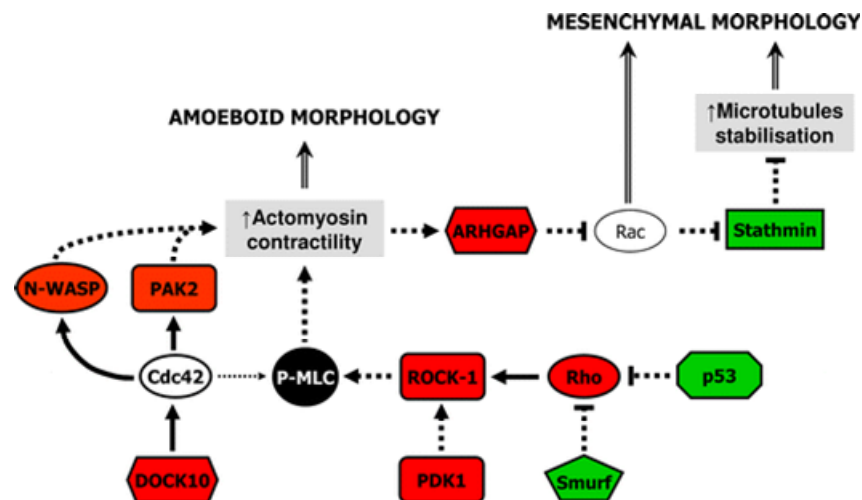 MESENCHYMAL MORPHOLOGY
AMOEBOID MORPHOLOGY
↑Microtubules
stabilisation
↑Actomyosin
contractility
ARHGAP
Rac
Stathmin
N-WASP
PAK2
Cdc42
P-MLC
ROCK-1
Rho
p53
DOCK10
PDK1
Smurf